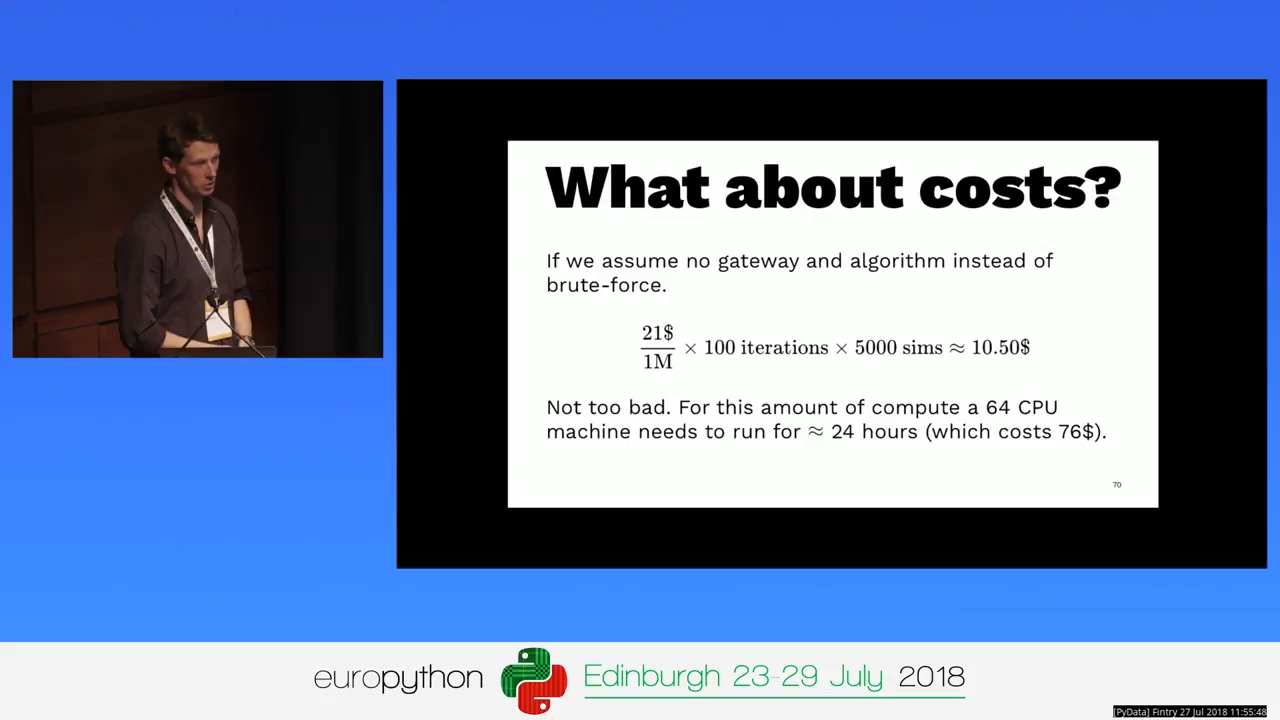 What about costs?
If we assume no gateway and algorithm instead of
brute-force.
21$
1M
× 100 iterations × 5000 sims ≈ 10.50$
Not too bad. For this amount of compute a 64 CPU
machine needs to run for ≈ 24 hours (which costs 76$).
70
europython
Edinburgh 23-29 July 2018
[PyData] Fintry 27 Jul 2018 11:55:48